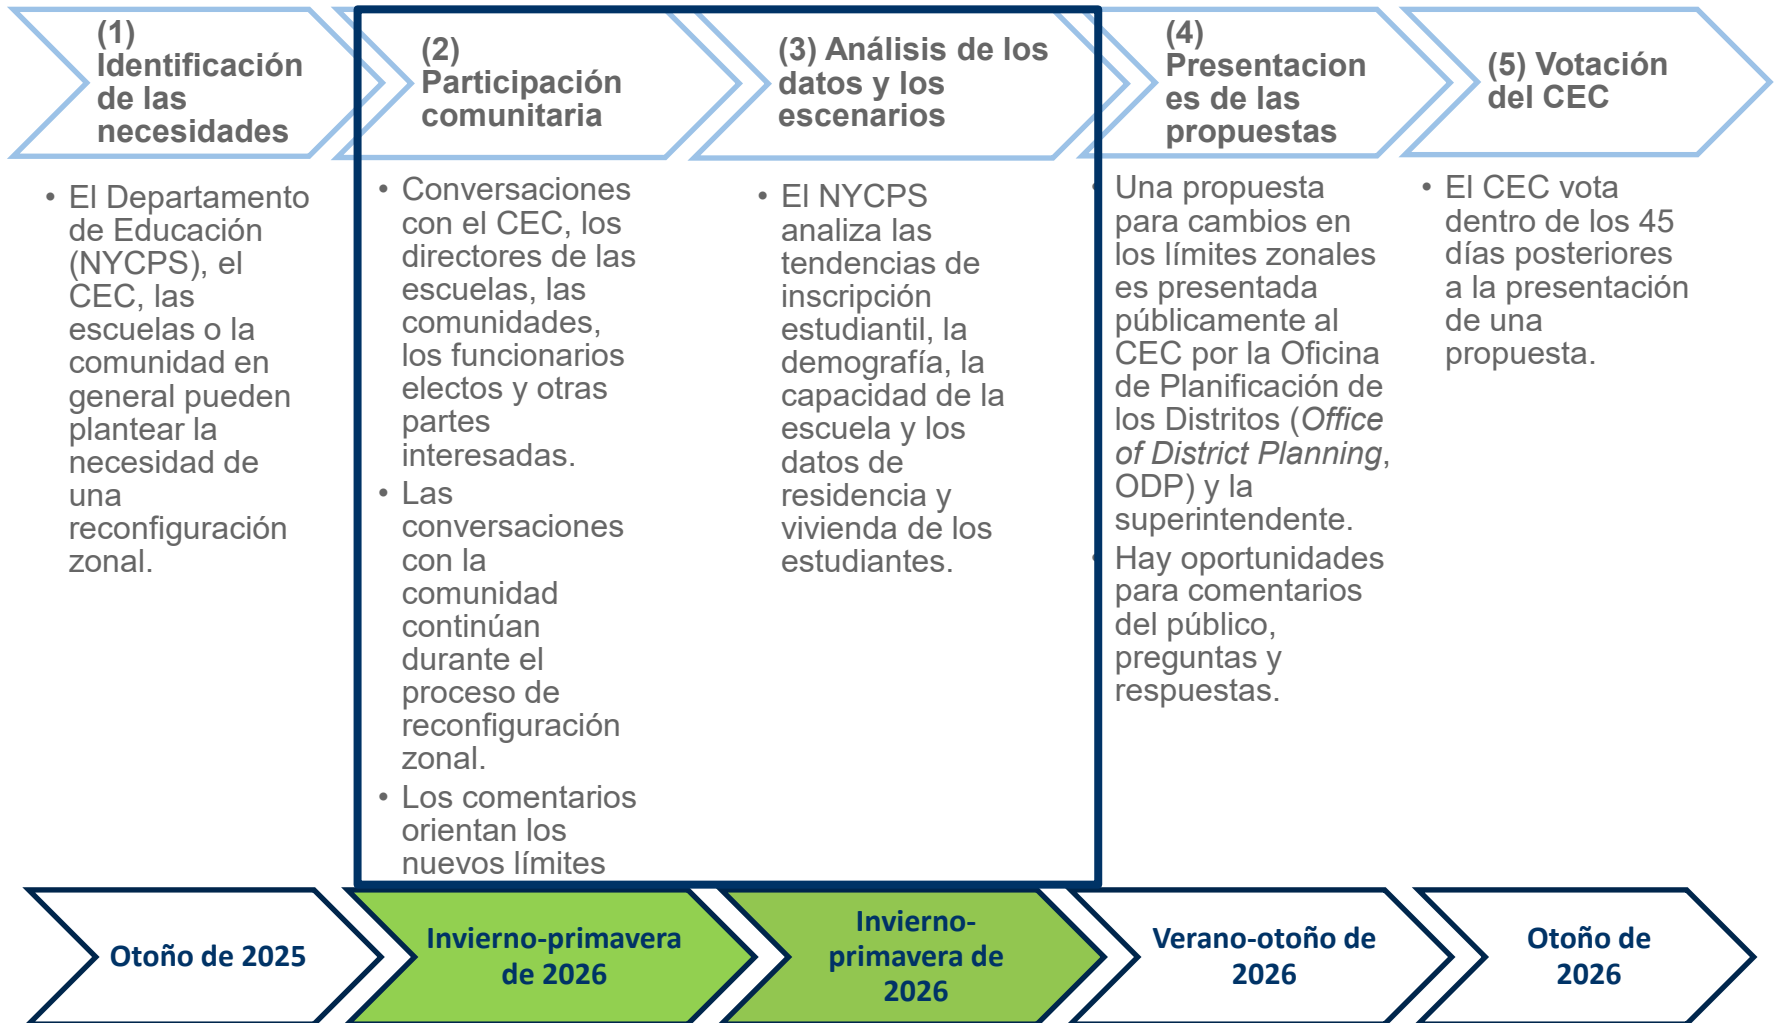 (1)
Identificación
de las
necesidades
(2)
Participación
comunitaria
(3) Análisis de los
datos y los
escenarios
(4)
Presentacion
es de las
propuestas
(5) Votación
del CEC
• El Departamento
de Educación
(NYCPS), el
CEC, las
escuelas o la
comunidad en
general pueden
plantear la
necesidad de
una
reconfiguración
zonal.
• Conversaciones
con el CEC, los
directores de las
escuelas, las
comunidades,
los funcionarios
electos y otras
partes
interesadas.
• Las
conversaciones
con la
comunidad
continúan
durante el
proceso de
reconfiguración
zonal.
• Los comentarios
orientan los
nuevos límites
• El NYCPS
analiza las
tendencias de
inscripción
estudiantil, la
demografía, la
capacidad de la
escuela y los
datos de
residencia y
vivienda de los
estudiantes.
• Una propuesta
para cambios en
los límites zonales
es presentada
públicamente al
CEC por la Oficina
de Planificación de
los Distritos (Office
of District Planning,
ODP) y la
superintendente.
• Hay oportunidades
para comentarios
del público,
preguntas y
respuestas.
• El CEC vota
dentro de los 45
días posteriores
a la presentación
de una
propuesta.
Otoño de 2025
Invierno-primavera
de 2026
Invierno-
primavera de
2026
Verano-otoño de
2026
Otoño de
2026